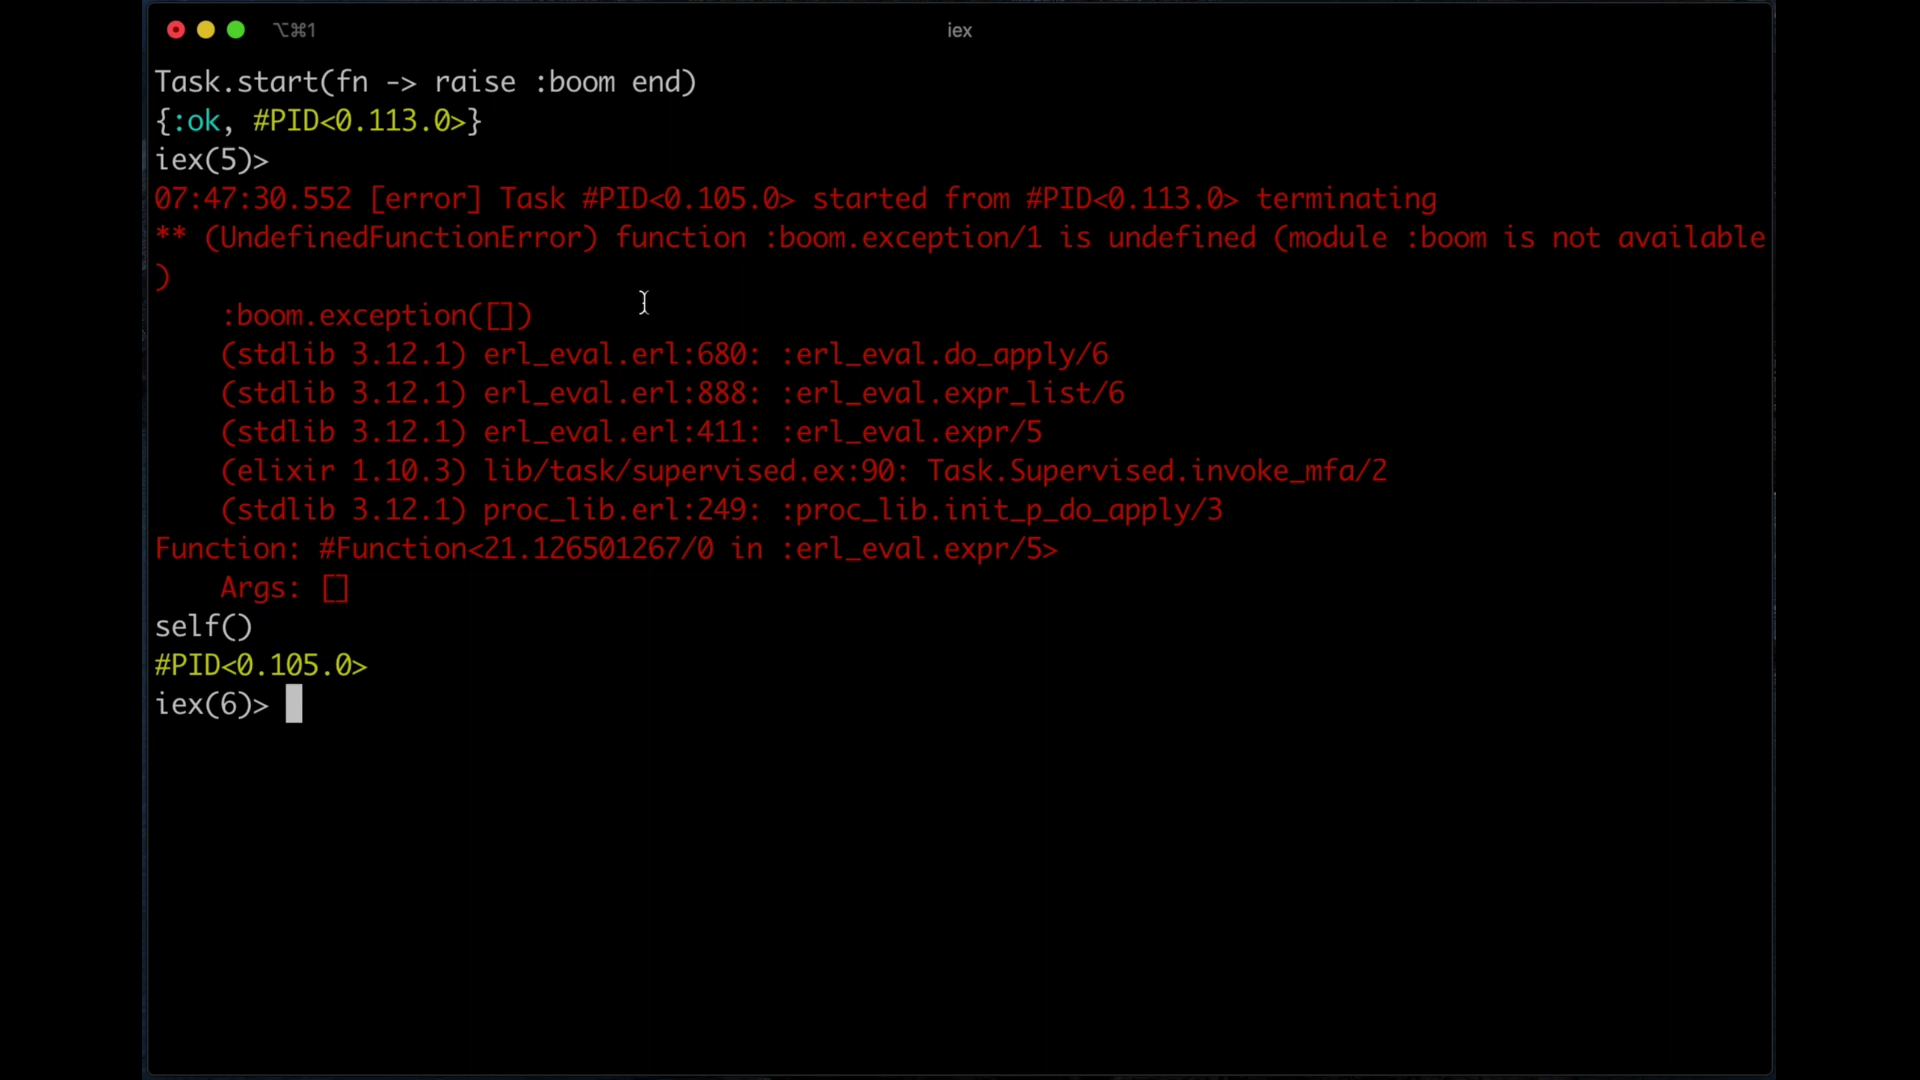 ⌥⌘1
iex
Task.start(fn -> raise :boom end)
{:ok, #PID<0.113.0>}
iex(5)>
07:47:30.552 [error] Task #PID<0.105.0> started from #PID<0.113.0> terminating
** (UndefinedFunctionError) function :boom.exception/1 is undefined (module :boom is not available
)
    :boom.exception([])
    (stdlib 3.12.1) erl_eval.erl:680: :erl_eval.do_apply/6
    (stdlib 3.12.1) erl_eval.erl:888: :erl_eval.expr_list/6
    (stdlib 3.12.1) erl_eval.erl:411: :erl_eval.expr/5
    (elixir 1.10.3) lib/task/supervised.ex:90: Task.Supervised.invoke_mfa/2
    (stdlib 3.12.1) proc_lib.erl:249: :proc_lib.init_p_do_apply/3
Function: #Function<21.126501267/0 in :erl_eval.expr/5>
    Args: []
self()
#PID<0.105.0>
iex(6)>